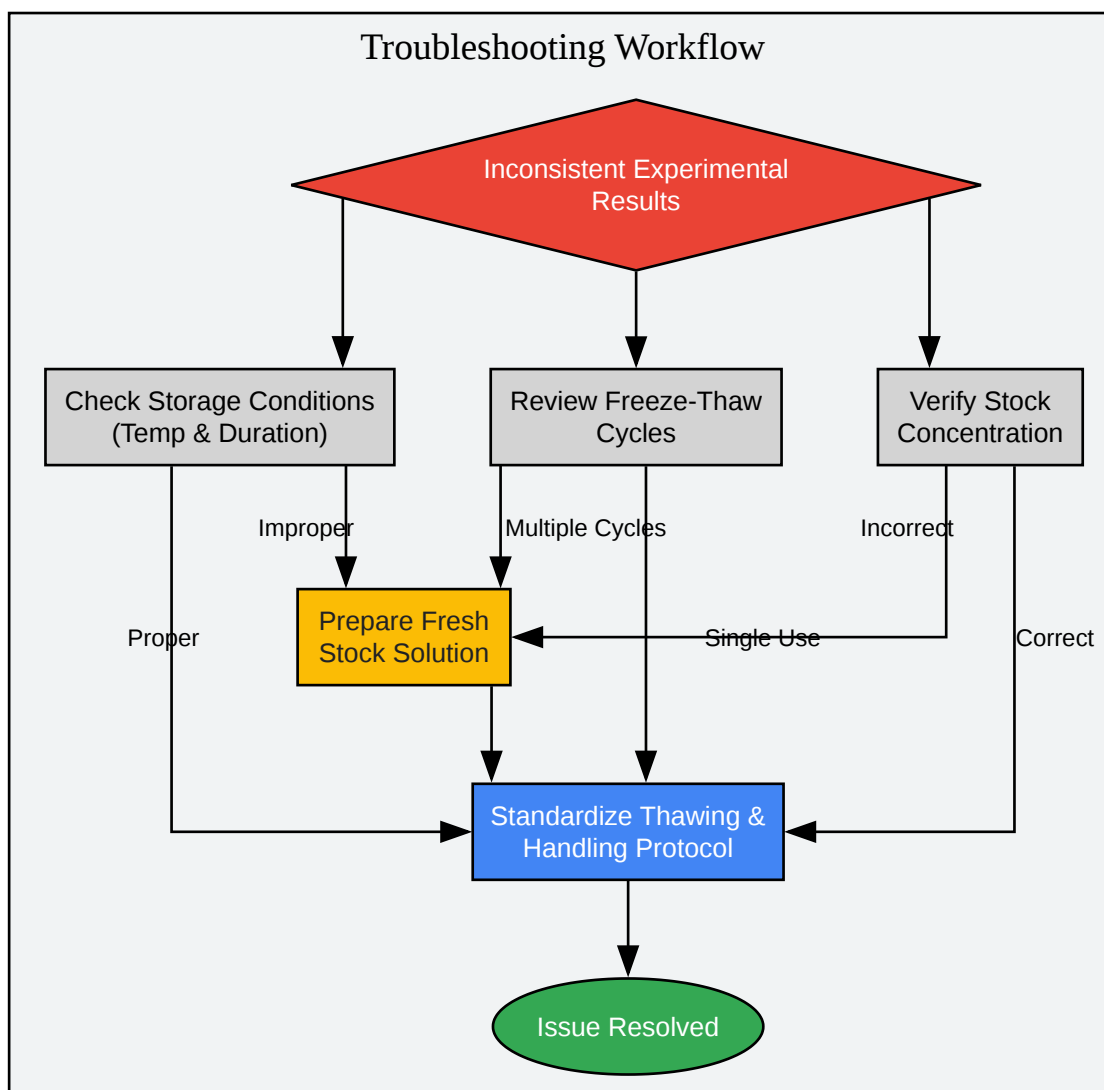 Troubleshooting Workflow
Inconsistent Experimental
Results
Check Storage Conditions
(Temp & Duration)
Review Freeze-Thaw
Cycles
Verify Stock
Concentration
Improper
Multiple Cycles
Incorrect
Prepare Fresh
Stock Solution
Proper
Single Use
Correct
Standardize Thawing &
Handling Protocol
Issue Resolved